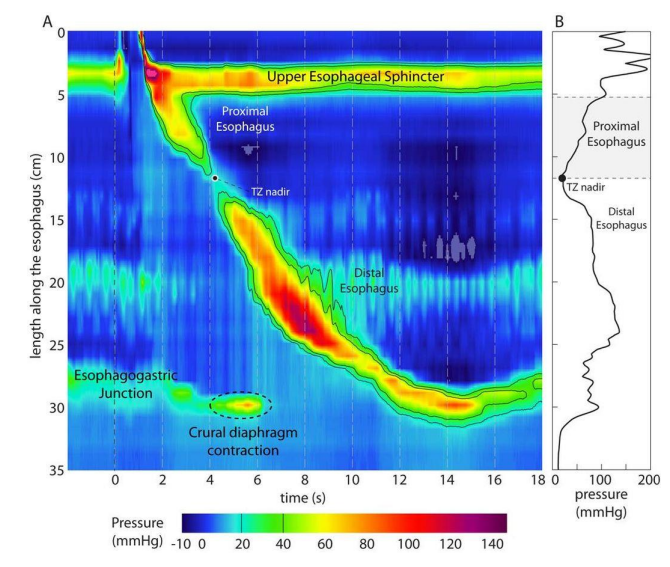 A
B
0
5
10
15
20
25
30
35
length along the esophagus (cm)
Upper Esophageal Sphincter
Proximal
Esophagus
TZ nadir
Distal
Esophagus
Esophagogastric
Junction
Crural diaphragm
contraction
0 2 4 6 8 10 12 14 16 18
time (s)
Proximal
Esophagus
TZ nadir
Distal
Esophagus
0 100 200
pressure
(mmHg)
Pressure
(mmHg)
-10 0 20 40 60 80 100 120 140